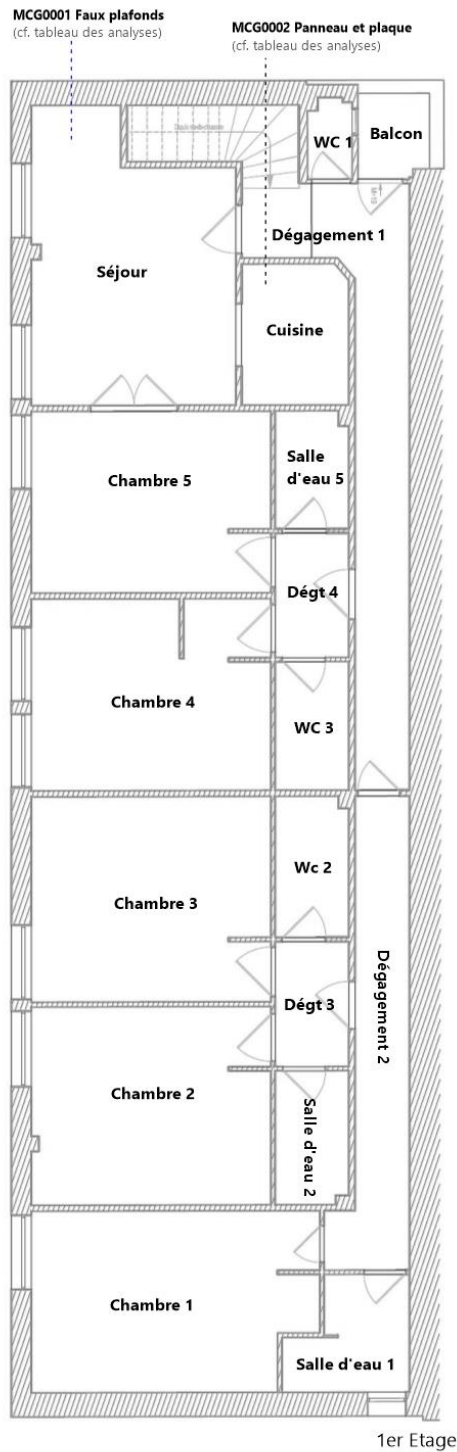 MCG0001 Faux plafonds
(cf. tableau des analyses)
MCG0002 Panneau et plaque
(cf. tableau des analyses)
WC 1
Balcon
Dégagement 1
Séjour
Cuisine
Salle
d'eau 5
Chambre 5
Dégt 4
Chambre 4
WC 3
Wc 2
Chambre 3
Dégagement 2
Dégt 3
Chambre 2
Salle d'eau 2
Chambre 1
Salle d'eau 1
1er Etage